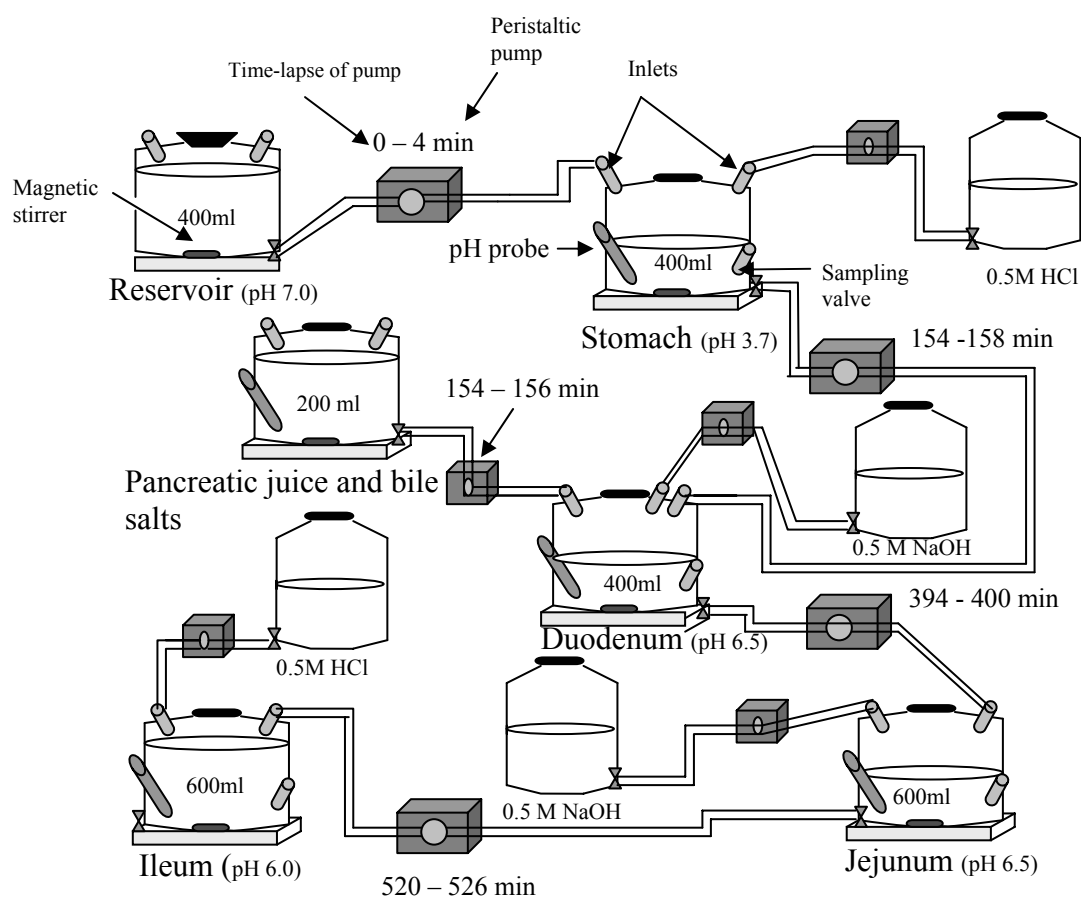 Peristaltic
pump
Time-lapse of pump
Inlets
0 – 4 min
Magnetic
stirrer
400ml
pH probe
400ml
Sampling
valve
0.5M HCl
Reservoir (pH 7.0)
Stomach (pH 3.7)
154 -158 min
200 ml
154 – 156 min
Pancreatic juice and bile
salts
0.5 M NaOH
400ml
394 - 400 min
Duodenum (pH 6.5)
0.5M HCl
600ml
0.5 M NaOH
600ml
Ileum (pH 6.0)
Jejunum (pH 6.5)
520 – 526 min